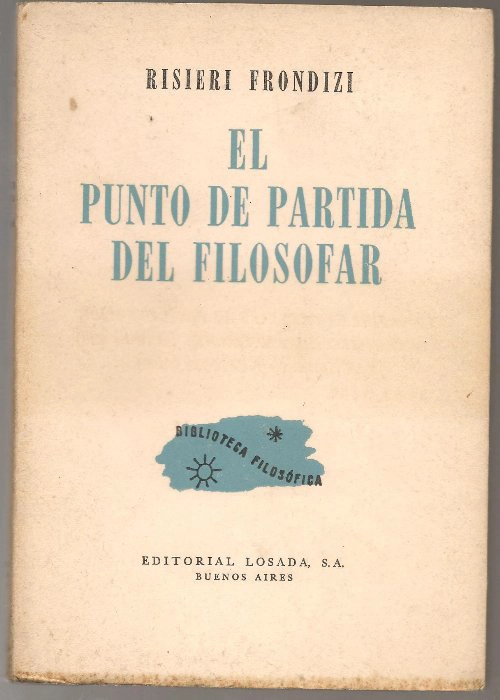 RISIERI FRONDIZI
EL
PUNTO DE PARTIDA
DEL FILOSOFAR
BIBLIOTECA FILOSÓFICA
EDITORIAL LOSADA, S.A.
BUENOS AIRES